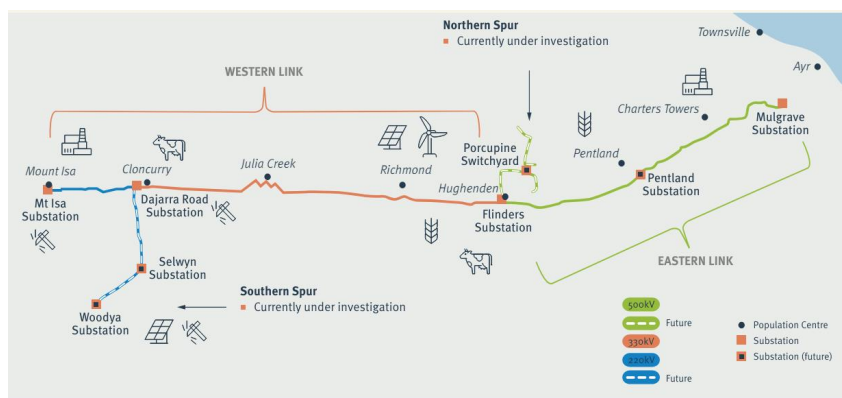 Northern Spur
Currently under investigation
Townsville
Ayr
WESTERN LINK
Charters Towers
Mulgrave
Substation
Porcupine
Switchyard
Pentland
Mount Isa
Cloncurry
Julia Creek
Richmond
Hughenden
Mt Isa
Substation
Dajarra Road
Substation
Flinders
Substation
Pentland
Substation
EASTERN LINK
Selwyn
Substation
Southern Spur
Currently under investigation
Woodya
Substation
500kV
Future
330kV
220kV
Future
Population Centre
Substation
Substation (future)